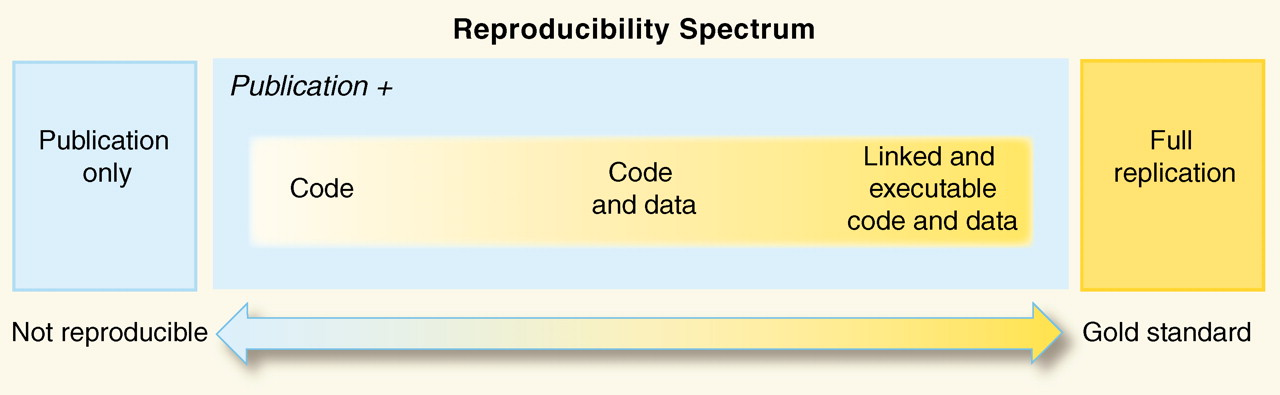 Reproducibility Spectrum
Publication
only
Publication +
Code
Code
and data
Linked and
executable
code and data
Full
replication
Not reproducible
Gold standard